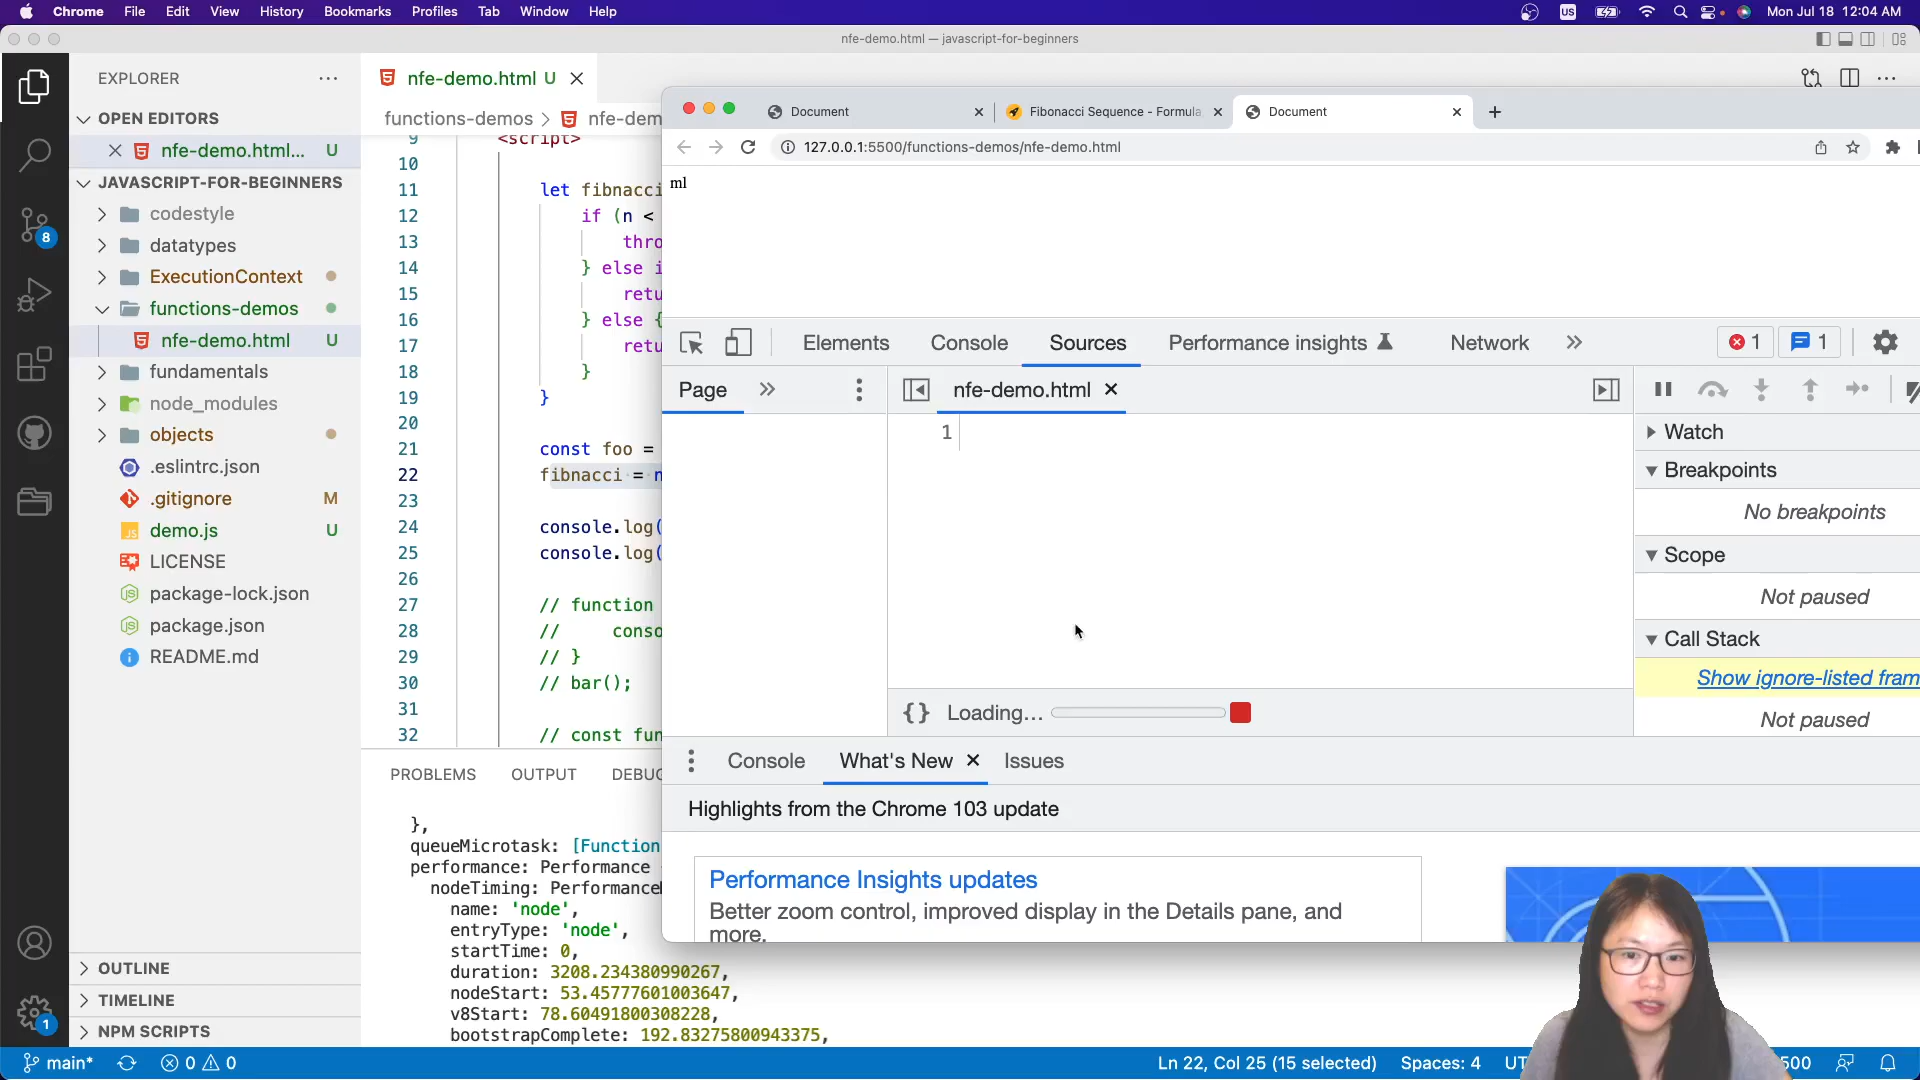 Chrome File Edit View History Bookmarks Profiles Tab Window Help
US
Mon Jul 18 12:04 AM
nfe-demo.html — javascript-for-beginners
EXPLORER
OPEN EDITORS
nfe-demo.html... U
JAVASCRIPT-FOR-BEGINNERS
codestyle
datatypes
ExecutionContext
functions-demos
nfe-demo.html U
fundamentals
node_modules
objects
.eslintrc.json
.gitignore M
demo.js U
LICENSE
package-lock.json
package.json
README.md
OUTLINE
TIMELINE
NPM SCRIPTS
8
1
nfe-demo.html U
functions-demos > nfe-dem
9 <script>
10
11 let fibnacci
12 if (n <
13 thro
14 } else i
15 retu
16 } else {
17 retu
18 }
19 }
20
21 const foo =
22 fibnacci = n
23
24 console.log(
25 console.log(
26
27 // function
28 // conso
29 // }
30 // bar();
31
32 // const fun
PROBLEMS OUTPUT DEBUG
},
queueMicrotask: [Function
performance: Performance
nodeTiming: Performance
name: 'node',
entryType: 'node',
startTime: 0,
duration: 3208.234380990267,
nodeStart: 53.45777601003647,
v8Start: 78.60491800308228,
bootstrapComplete: 192.83275800943375,
Document
Fibonacci Sequence - Formula
Document
127.0.0.1:5500/functions-demos/nfe-demo.html
ml
Elements Console Sources Performance insights Network
1 1
Page
nfe-demo.html
1
Watch
Breakpoints
No breakpoints
Scope
Not paused
Call Stack
Show ignore-listed fram
Not paused
{} Loading...
Console What's New Issues
Highlights from the Chrome 103 update
Performance Insights updates
Better zoom control, improved display in the Details pane, and
more.
main* 0 0
Ln 22, Col 25 (15 selected) Spaces: 4 UT
500